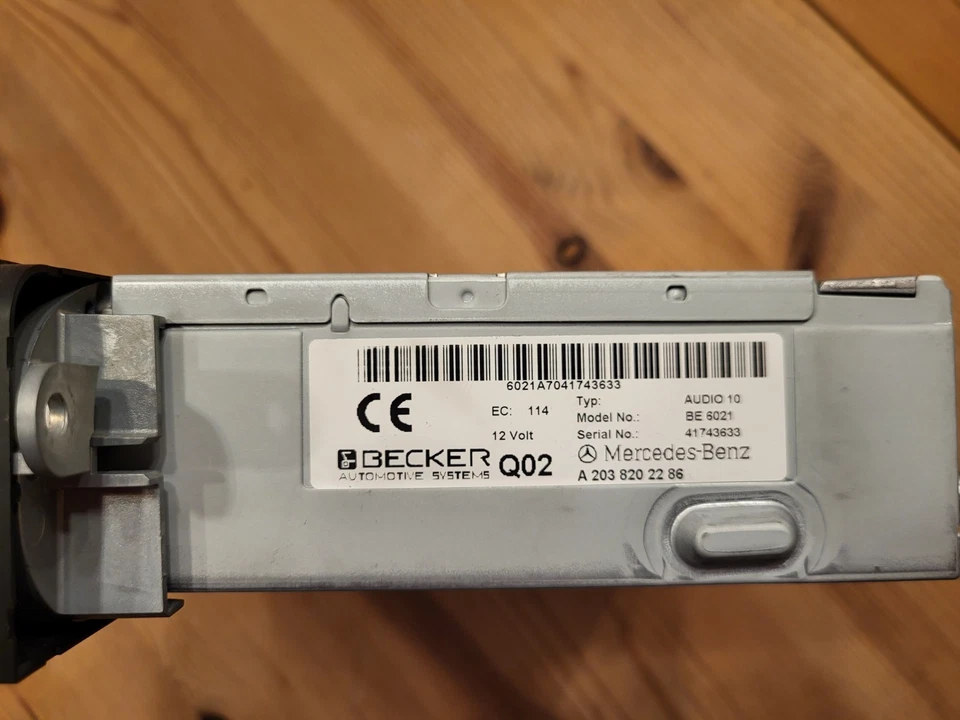 6021A7041743633
CE
EC: 114
12 Volt
Typ: AUDIO 10
Model No.: BE 6021
Serial No.: 41743633
BECKER
AUTOMOTIVE SYSTEMS
Q02
Mercedes-Benz
A 203 820 22 86